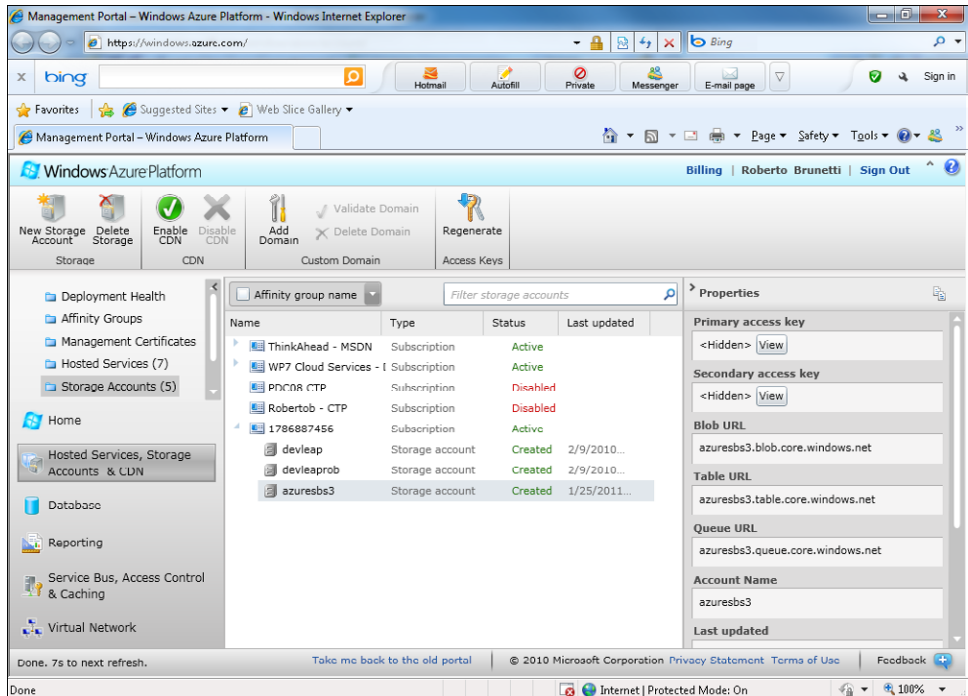 Management Portal – Windows Azure Platform - Windows Internet Explorer
https://windows.azure.com/
Bing
x bing Hotmail Autofill Private Messenger E-mail page Sign in
Favorites Suggested Sites Web Slice Gallery
Management Portal – Windows Azure Platform Page Safety Tools »
Windows Azure Platform Billing | Roberto Brunetti | Sign Out
New Storage Account
Delete Storage
Enable CDN
Disable CDN
Add Domain
Validate Domain
Delete Domain
Regenerate
Storage CDN Custom Domain Access Keys
Deployment Health
Affinity Groups
Management Certificates
Hosted Services (7)
Storage Accounts (5)
Home
Hosted Services, Storage
Accounts & CDN
Database
Reporting
Service Bus, Access Control
& Caching
Virtual Network
Affinity group name Filter storage accounts
Name Type Status Last updated
ThinkAhead - MSDN Subscription Active
WP7 Cloud Services - Subscription Active
PDC08 CTP Subscription Disabled
Robertob - CTP Subscription Disabled
1786887456 Subscription Active
devleap Storage account Created 2/9/2010...
devleaprob Storage account Created 2/9/2010...
azuresbs3 Storage account Created 1/25/2011...
Properties
Primary access key
<Hidden> View
Secondary access key
<Hidden> View
Blob URL
azuresbs3.blob.core.windows.net
Table URL
azuresbs3.table.core.windows.net
Queue URL
azuresbs3.queue.core.windows.net
Account Name
azuresbs3
Last updated
Done. 7s to next refresh. Take me back to the old portal | © 2010 Microsoft Corporation Privacy Statement Terms of Use | Feedback
Done Internet | Protected Mode: On 100%